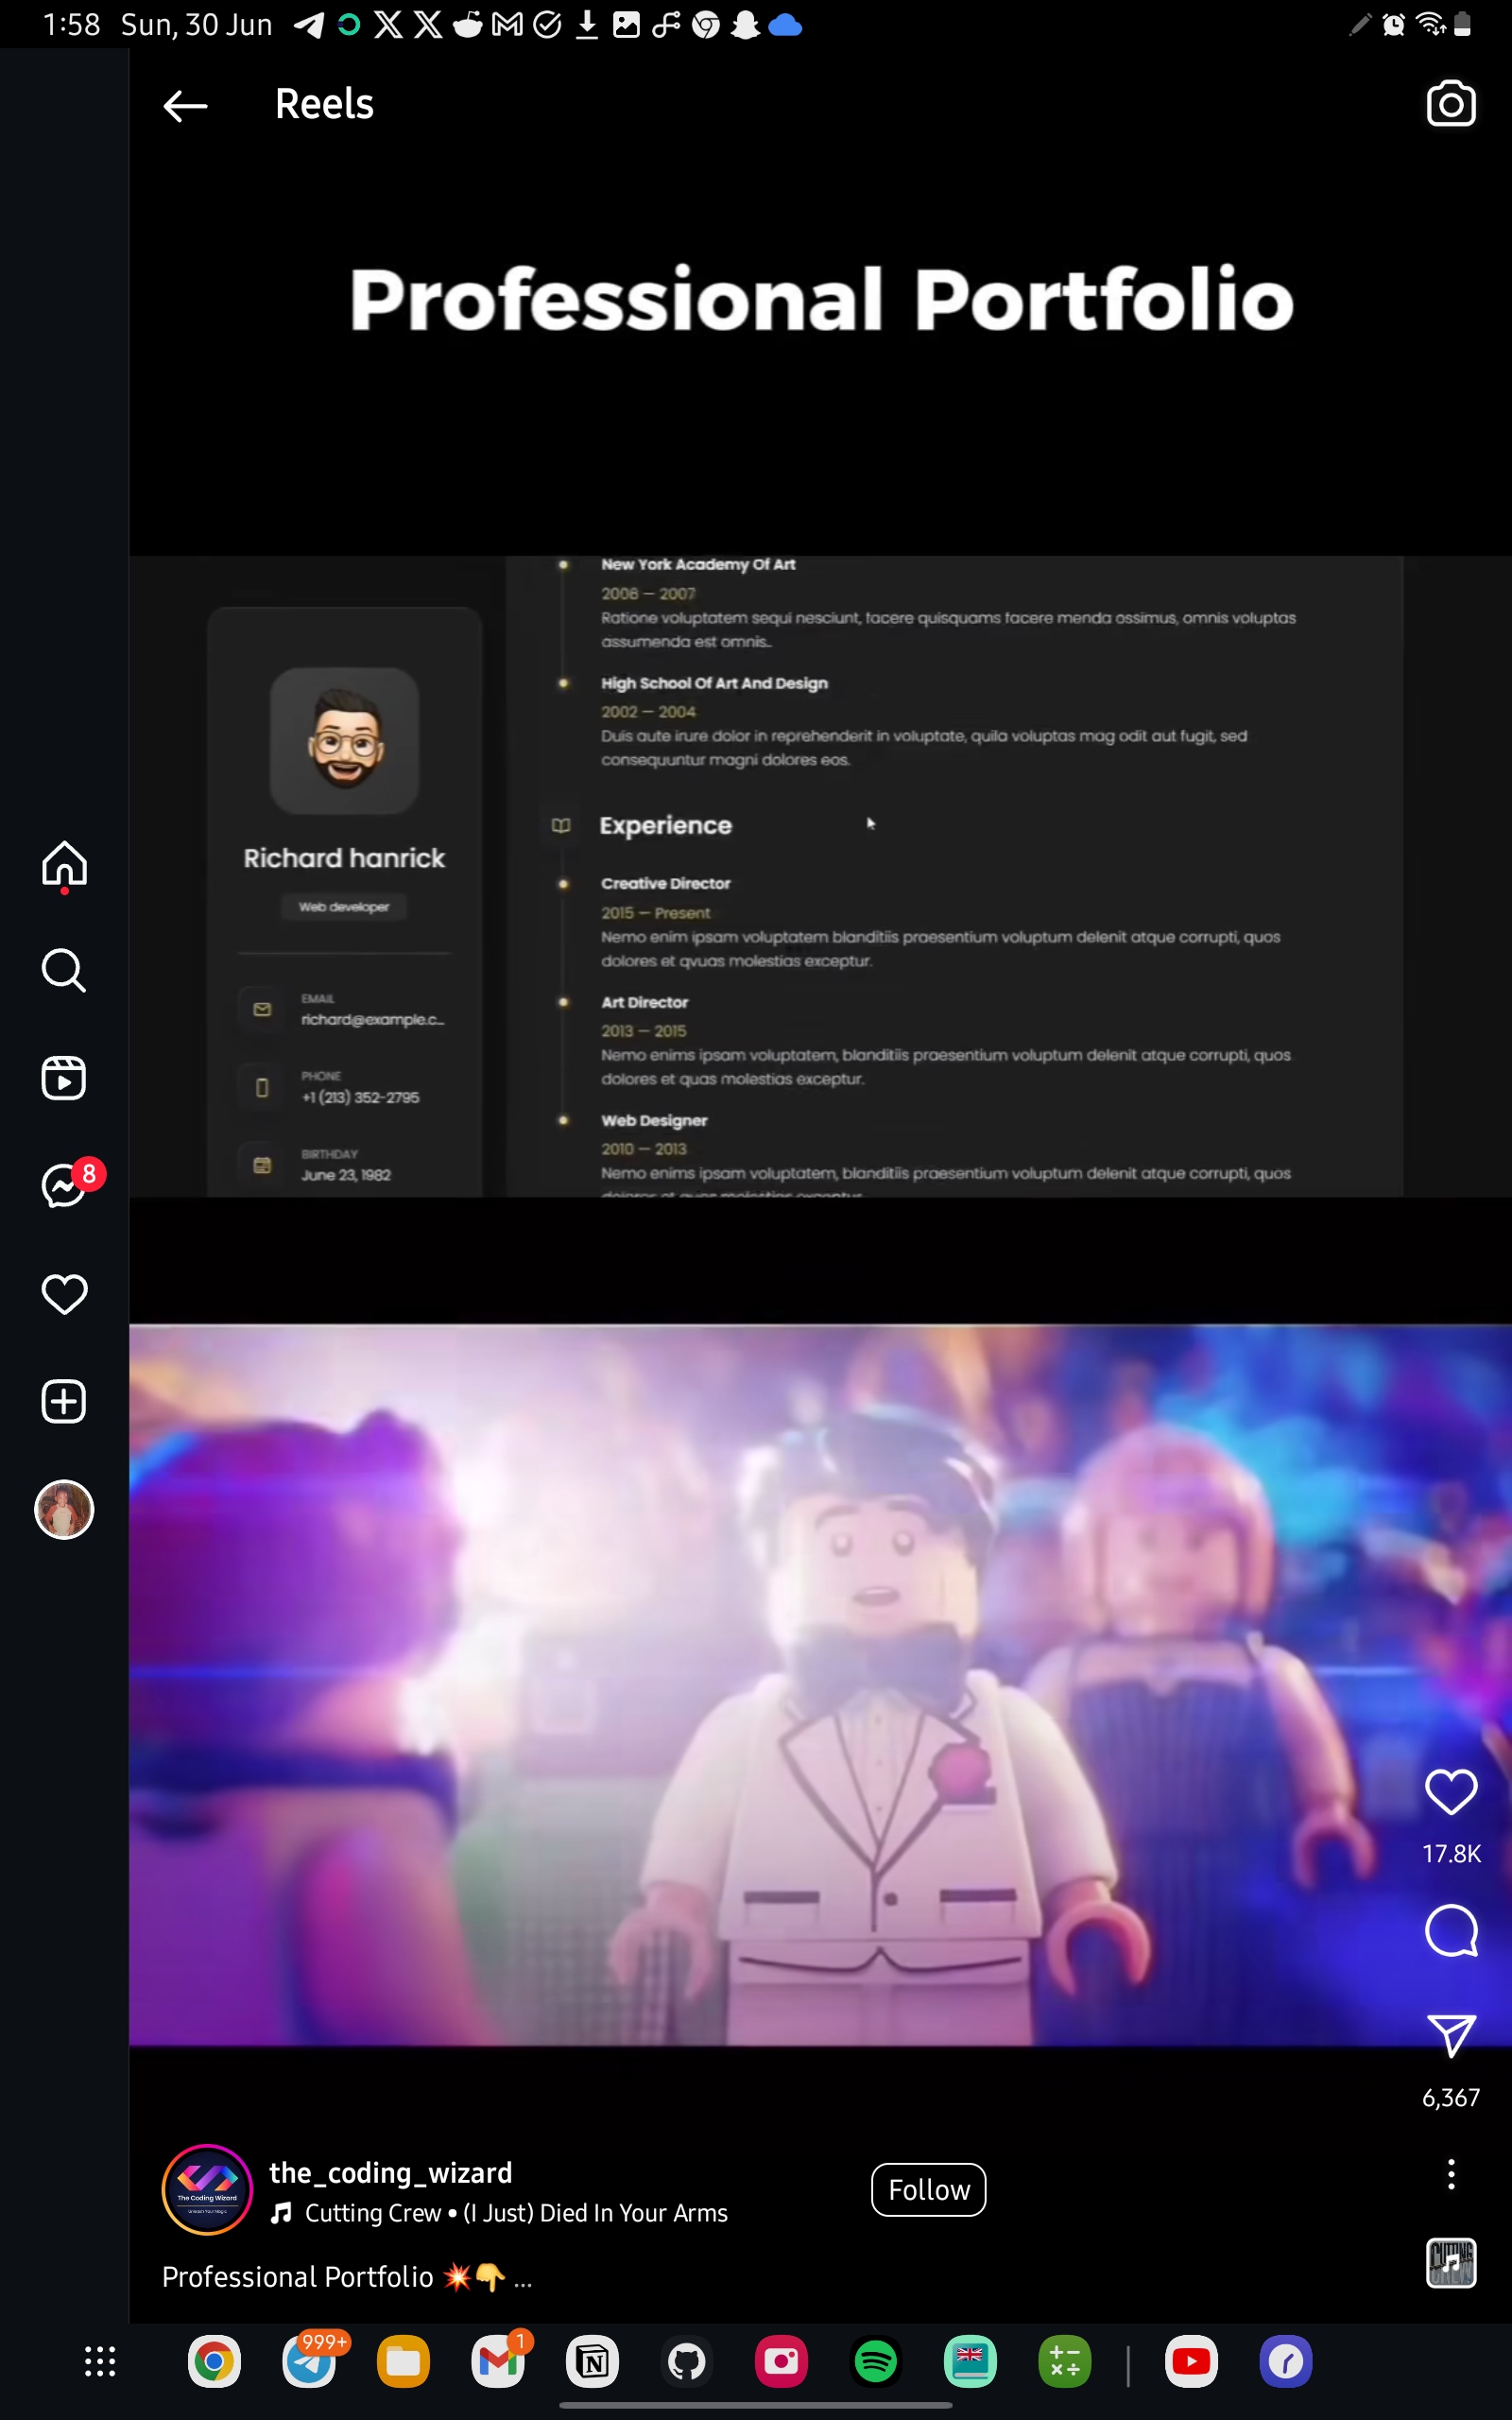 1:58 Sun, 30 Jun
Reels
Professional Portfolio
New York Academy Of Art
2006 — 2007
Ratione voluptatem sequi nesciunt, facere quisquams facere menda ossimus, omnis voluptas
assumenda est omnis..
High School Of Art And Design
2002 — 2004
Duis aute irure dolor in reprehenderit in voluptate, quila voluptas mag odit aut fugit, sed
consequuntur magni dolores eos.
Experience
Creative Director
2015 — Present
Nemo enim ipsam voluptatem blanditiis praesentium voluptum delenit atque corrupti, quos
dolores et qvuas molestias exceptur.
Art Director
2013 — 2015
Nemo enims ipsam voluptatem, blanditiis praesentium voluptum delenit atque corrupti, quos
dolores et quas molestias exceptur.
Web Designer
2010 — 2013
Nemo enims ipsam voluptatem, blanditiis praesentium voluptum delenit atque corrupti, quos
Richard hanrick
Web developer
EMAIL
richard@example.c...
PHONE
+1 (213) 352-2795
BIRTHDAY
June 23, 1982
8
17.8K
6,367
The Coding Wizard
the_coding_wizard
Cutting Crew • (I Just) Died In Your Arms
Follow
Professional Portfolio 💥👇 ...
999+
1